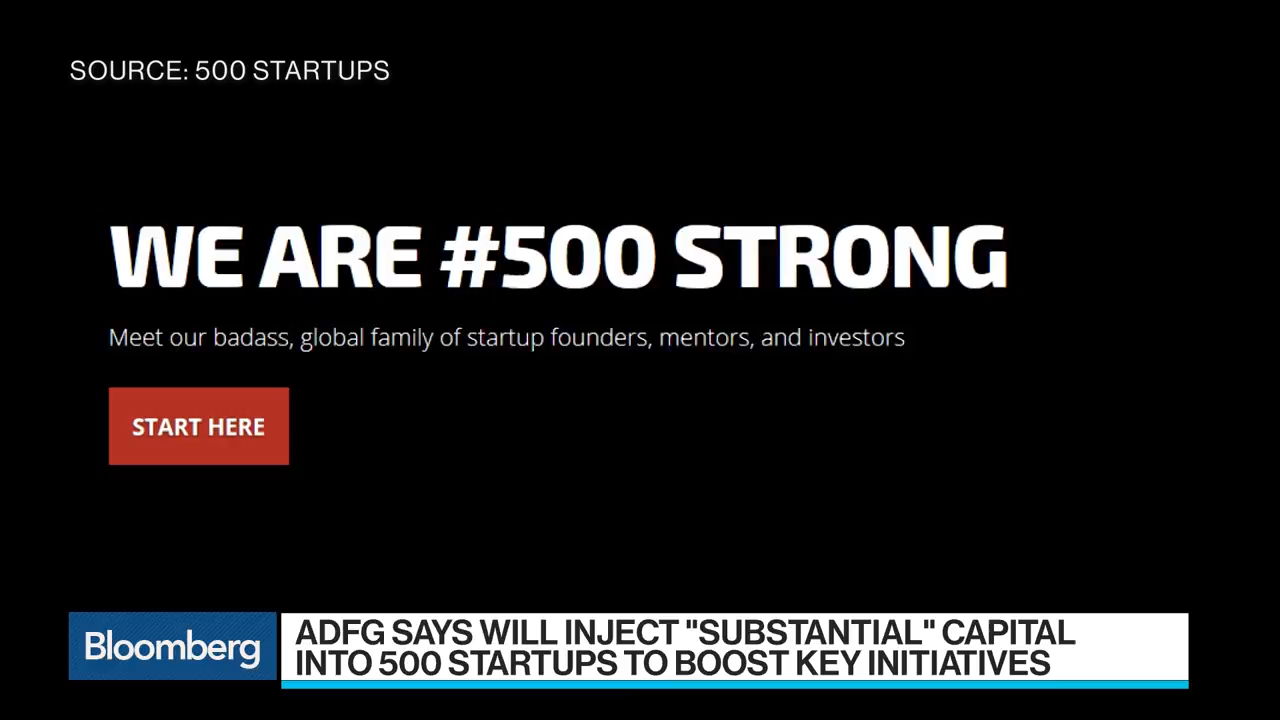 SOURCE: 500 STARTUPS
WE ARE #500 STRONG
Meet our badass, global family of startup founders, mentors, and investors
START HERE
Bloomberg
ADFG SAYS WILL INJECT "SUBSTANTIAL" CAPITAL
INTO 500 STARTUPS TO BOOST KEY INITIATIVES